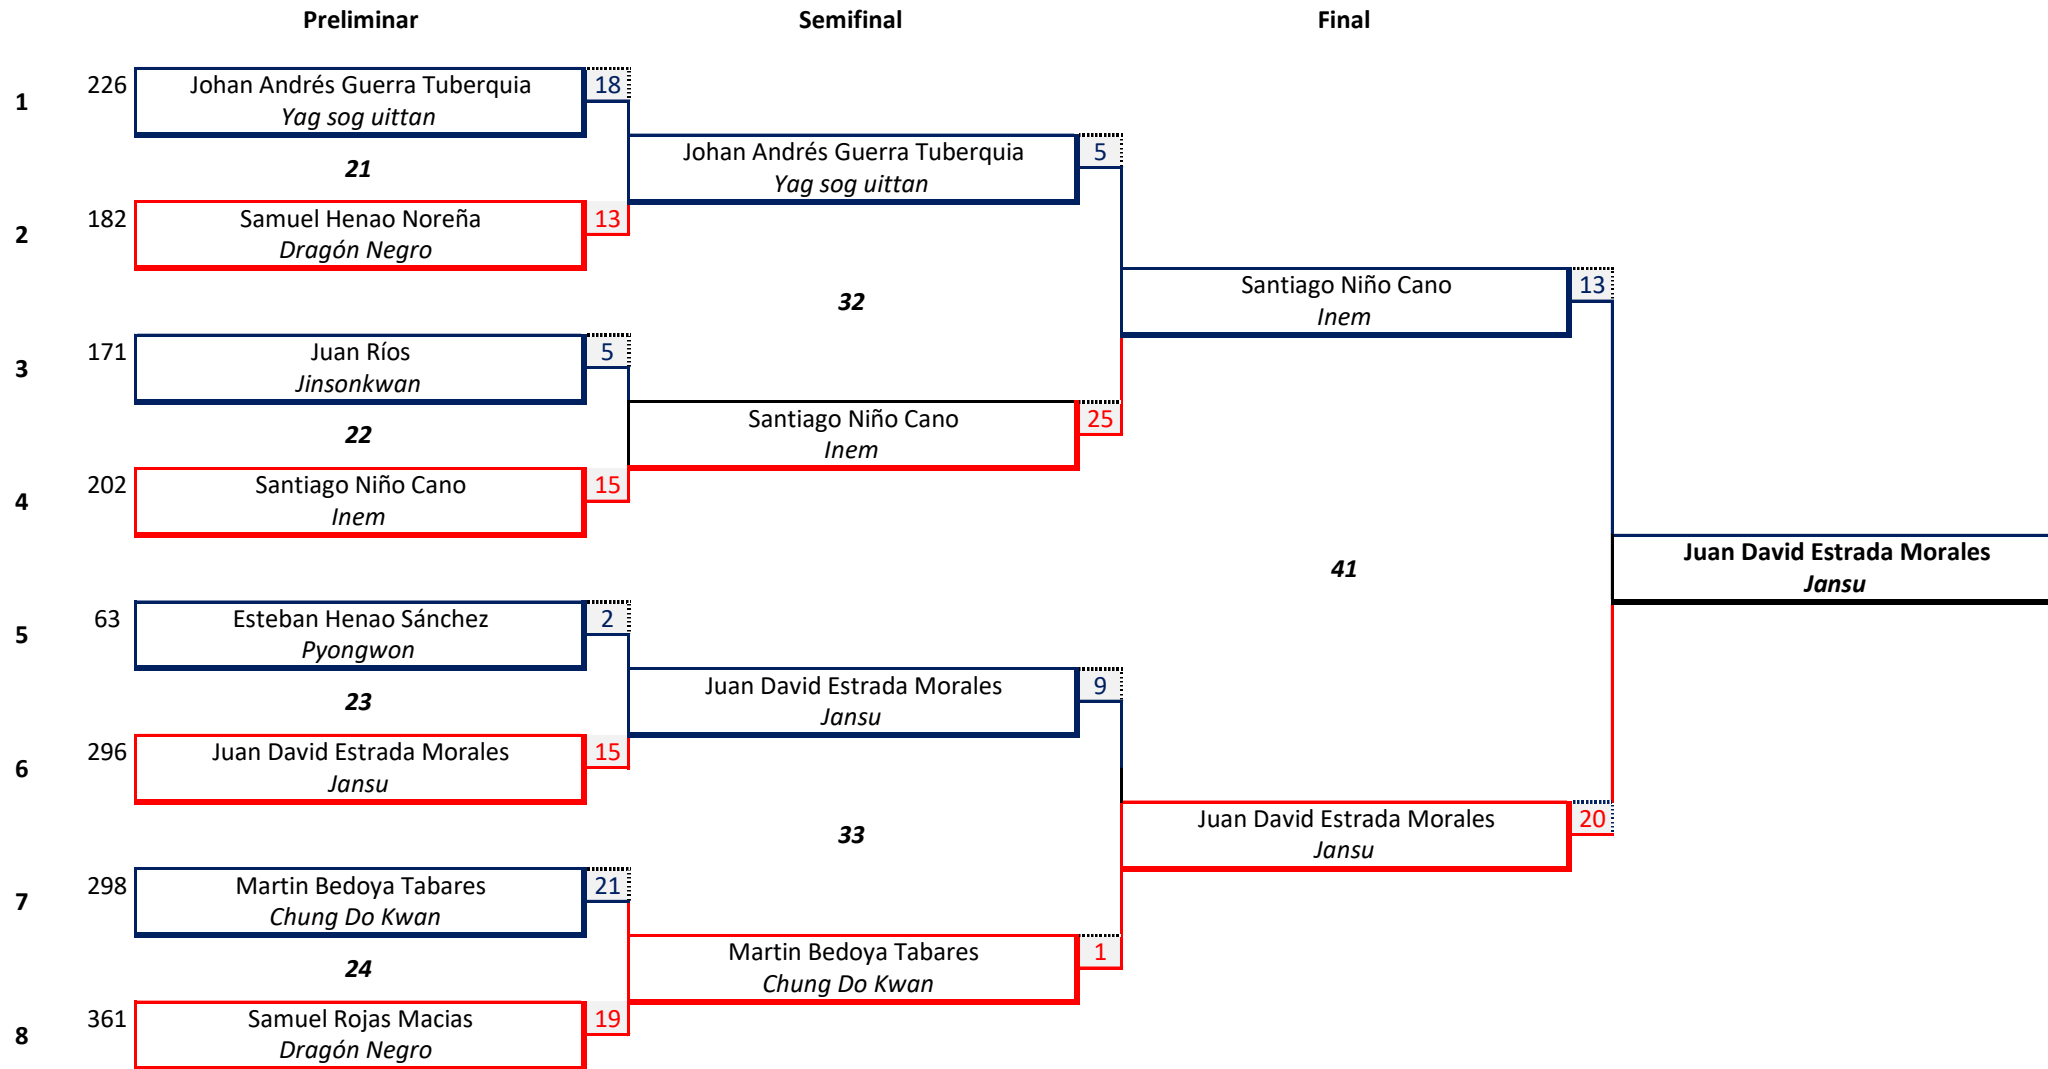 Preliminar Semifinal Final
1 226 Johan Andrés Guerra Tuberquia 18
Yag sog uittan
21
2 182 Samuel Henao Noreña 13
Dragón Negro
3 171 Juan Ríos 5
Jinsonkwan
22
4 202 Santiago Niño Cano 15
Inem
5 63 Esteban Henao Sánchez 2
Pyongwon
23
6 296 Juan David Estrada Morales 15
Jansu
7 298 Martin Bedoya Tabares 21
Chung Do Kwan
24
8 361 Samuel Rojas Macias 19
Dragón Negro
Johan Andrés Guerra Tuberquia 5
Yag sog uittan
32
Santiago Niño Cano 25
Inem
Juan David Estrada Morales 9
Jansu
33
Martin Bedoya Tabares 1
Chung Do Kwan
Santiago Niño Cano 13
Inem
41
Juan David Estrada Morales 20
Jansu
Juan David Estrada Morales
Jansu